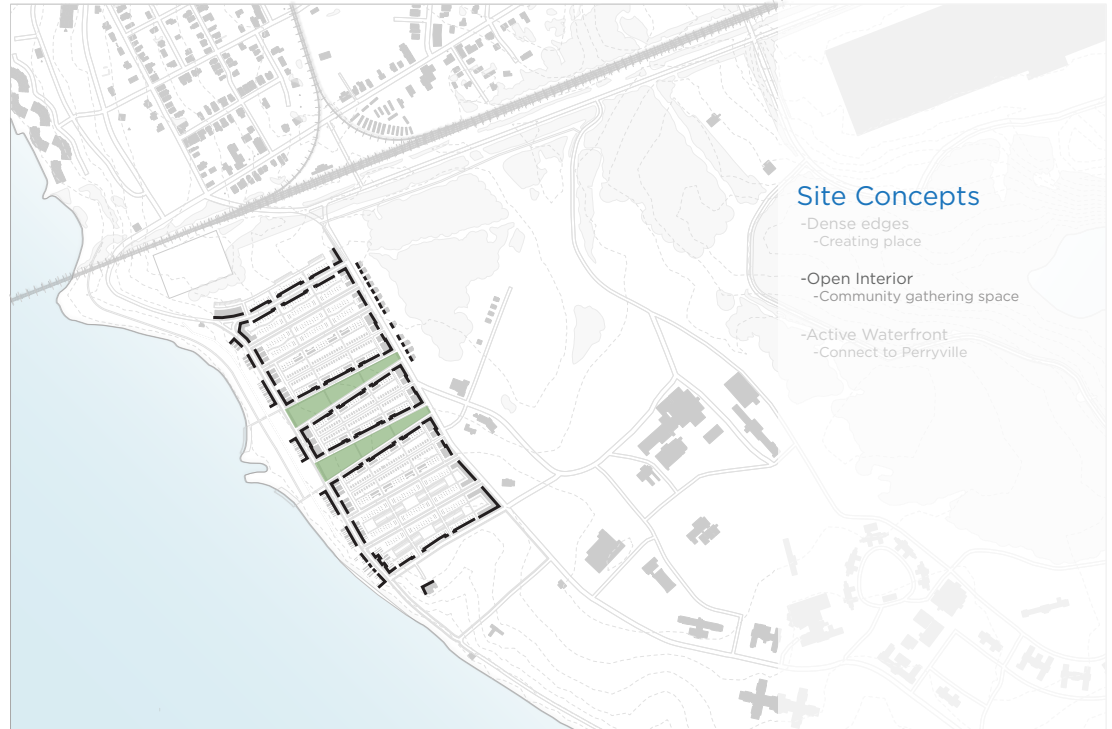 Site Concepts
-Dense edges
-Creating place
-Open Interior
-Community gathering space
-Active Waterfront
-Connect to Perryville